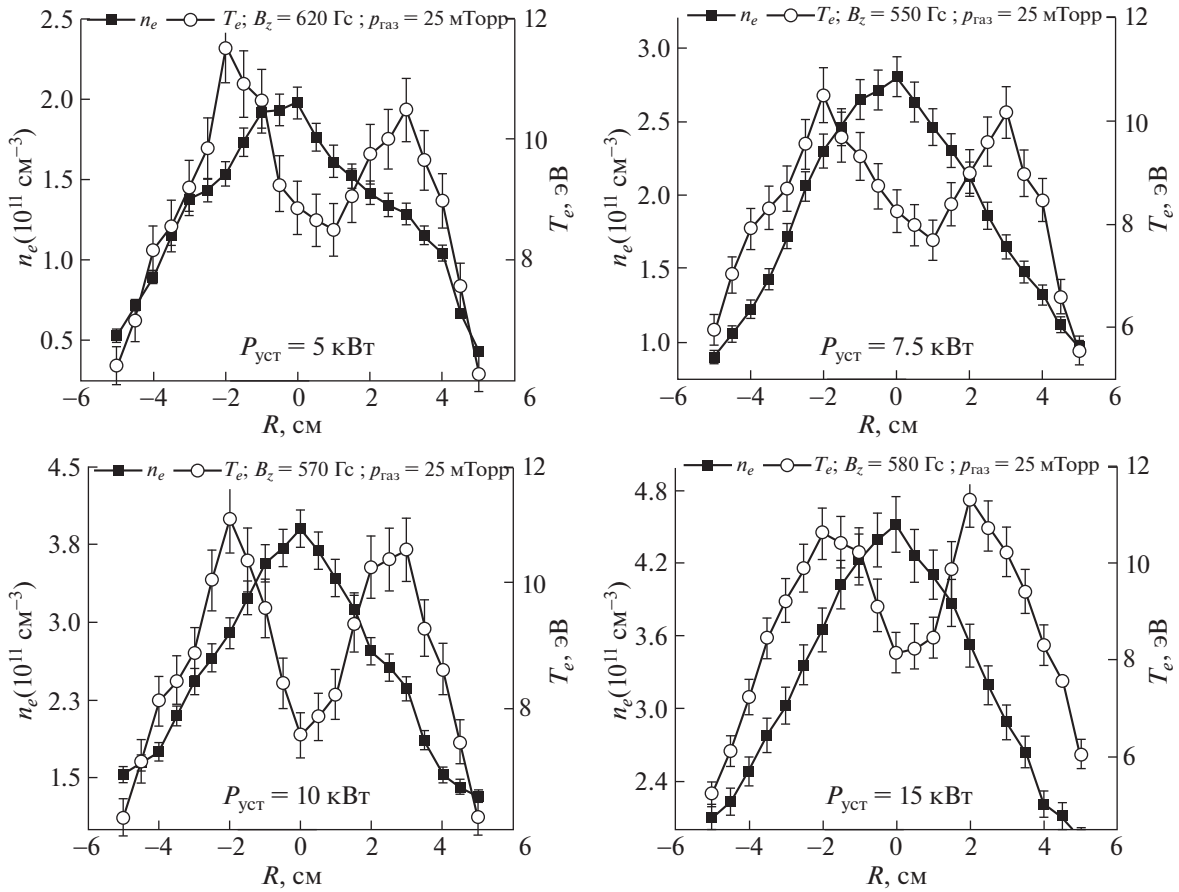 n_e T_e; B_z = 620 Гс ; p_газ = 25 мТорр
2.5
2.0
1.5
1.0
0.5
n_e(10^11 см^−3)
12
10
8
6
T_e, эВ
P_уст = 5 кВт
−6 −4 −2 0 2 4 6
R, см
n_e T_e; B_z = 550 Гс ; p_газ = 25 мТорр
3.0
2.5
2.0
1.5
1.0
n_e(10^11 см^−3)
12
10
8
6
T_e, эВ
P_уст = 7.5 кВт
−6 −4 −2 0 2 4 6
R, см
n_e T_e; B_z = 570 Гс ; p_газ = 25 мТорр
4.5
3.8
3.0
2.3
1.5
n_e(10^11 см^−3)
12
10
8
6
T_e, эВ
P_уст = 10 кВт
−6 −4 −2 0 2 4 6
R, см
n_e T_e; B_z = 580 Гс ; p_газ = 25 мТорр
4.8
4.2
3.6
3.0
2.4
n_e(10^11 см^−3)
12
10
8
6
T_e, эВ
P_уст = 15 кВт
−6 −4 −2 0 2 4 6
R, см